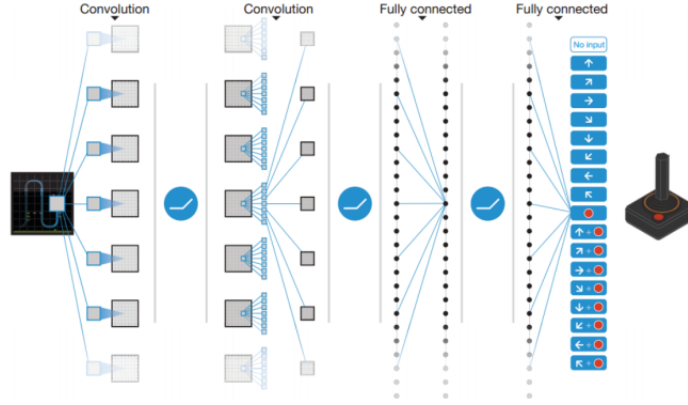 Convolution
Convolution
Fully connected
Fully connected
No input
+
+
+
+
+
+
+
+